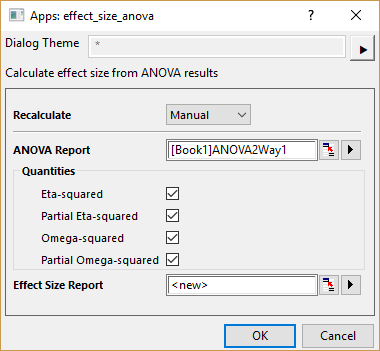 Apps: effect_size_anova
Dialog Theme *
Calculate effect size from ANOVA results
Recalculate Manual
ANOVA Report [Book1]ANOVA2Way1
Quantities
Eta-squared
Partial Eta-squared
Omega-squared
Partial Omega-squared
Effect Size Report <new>
OK Cancel